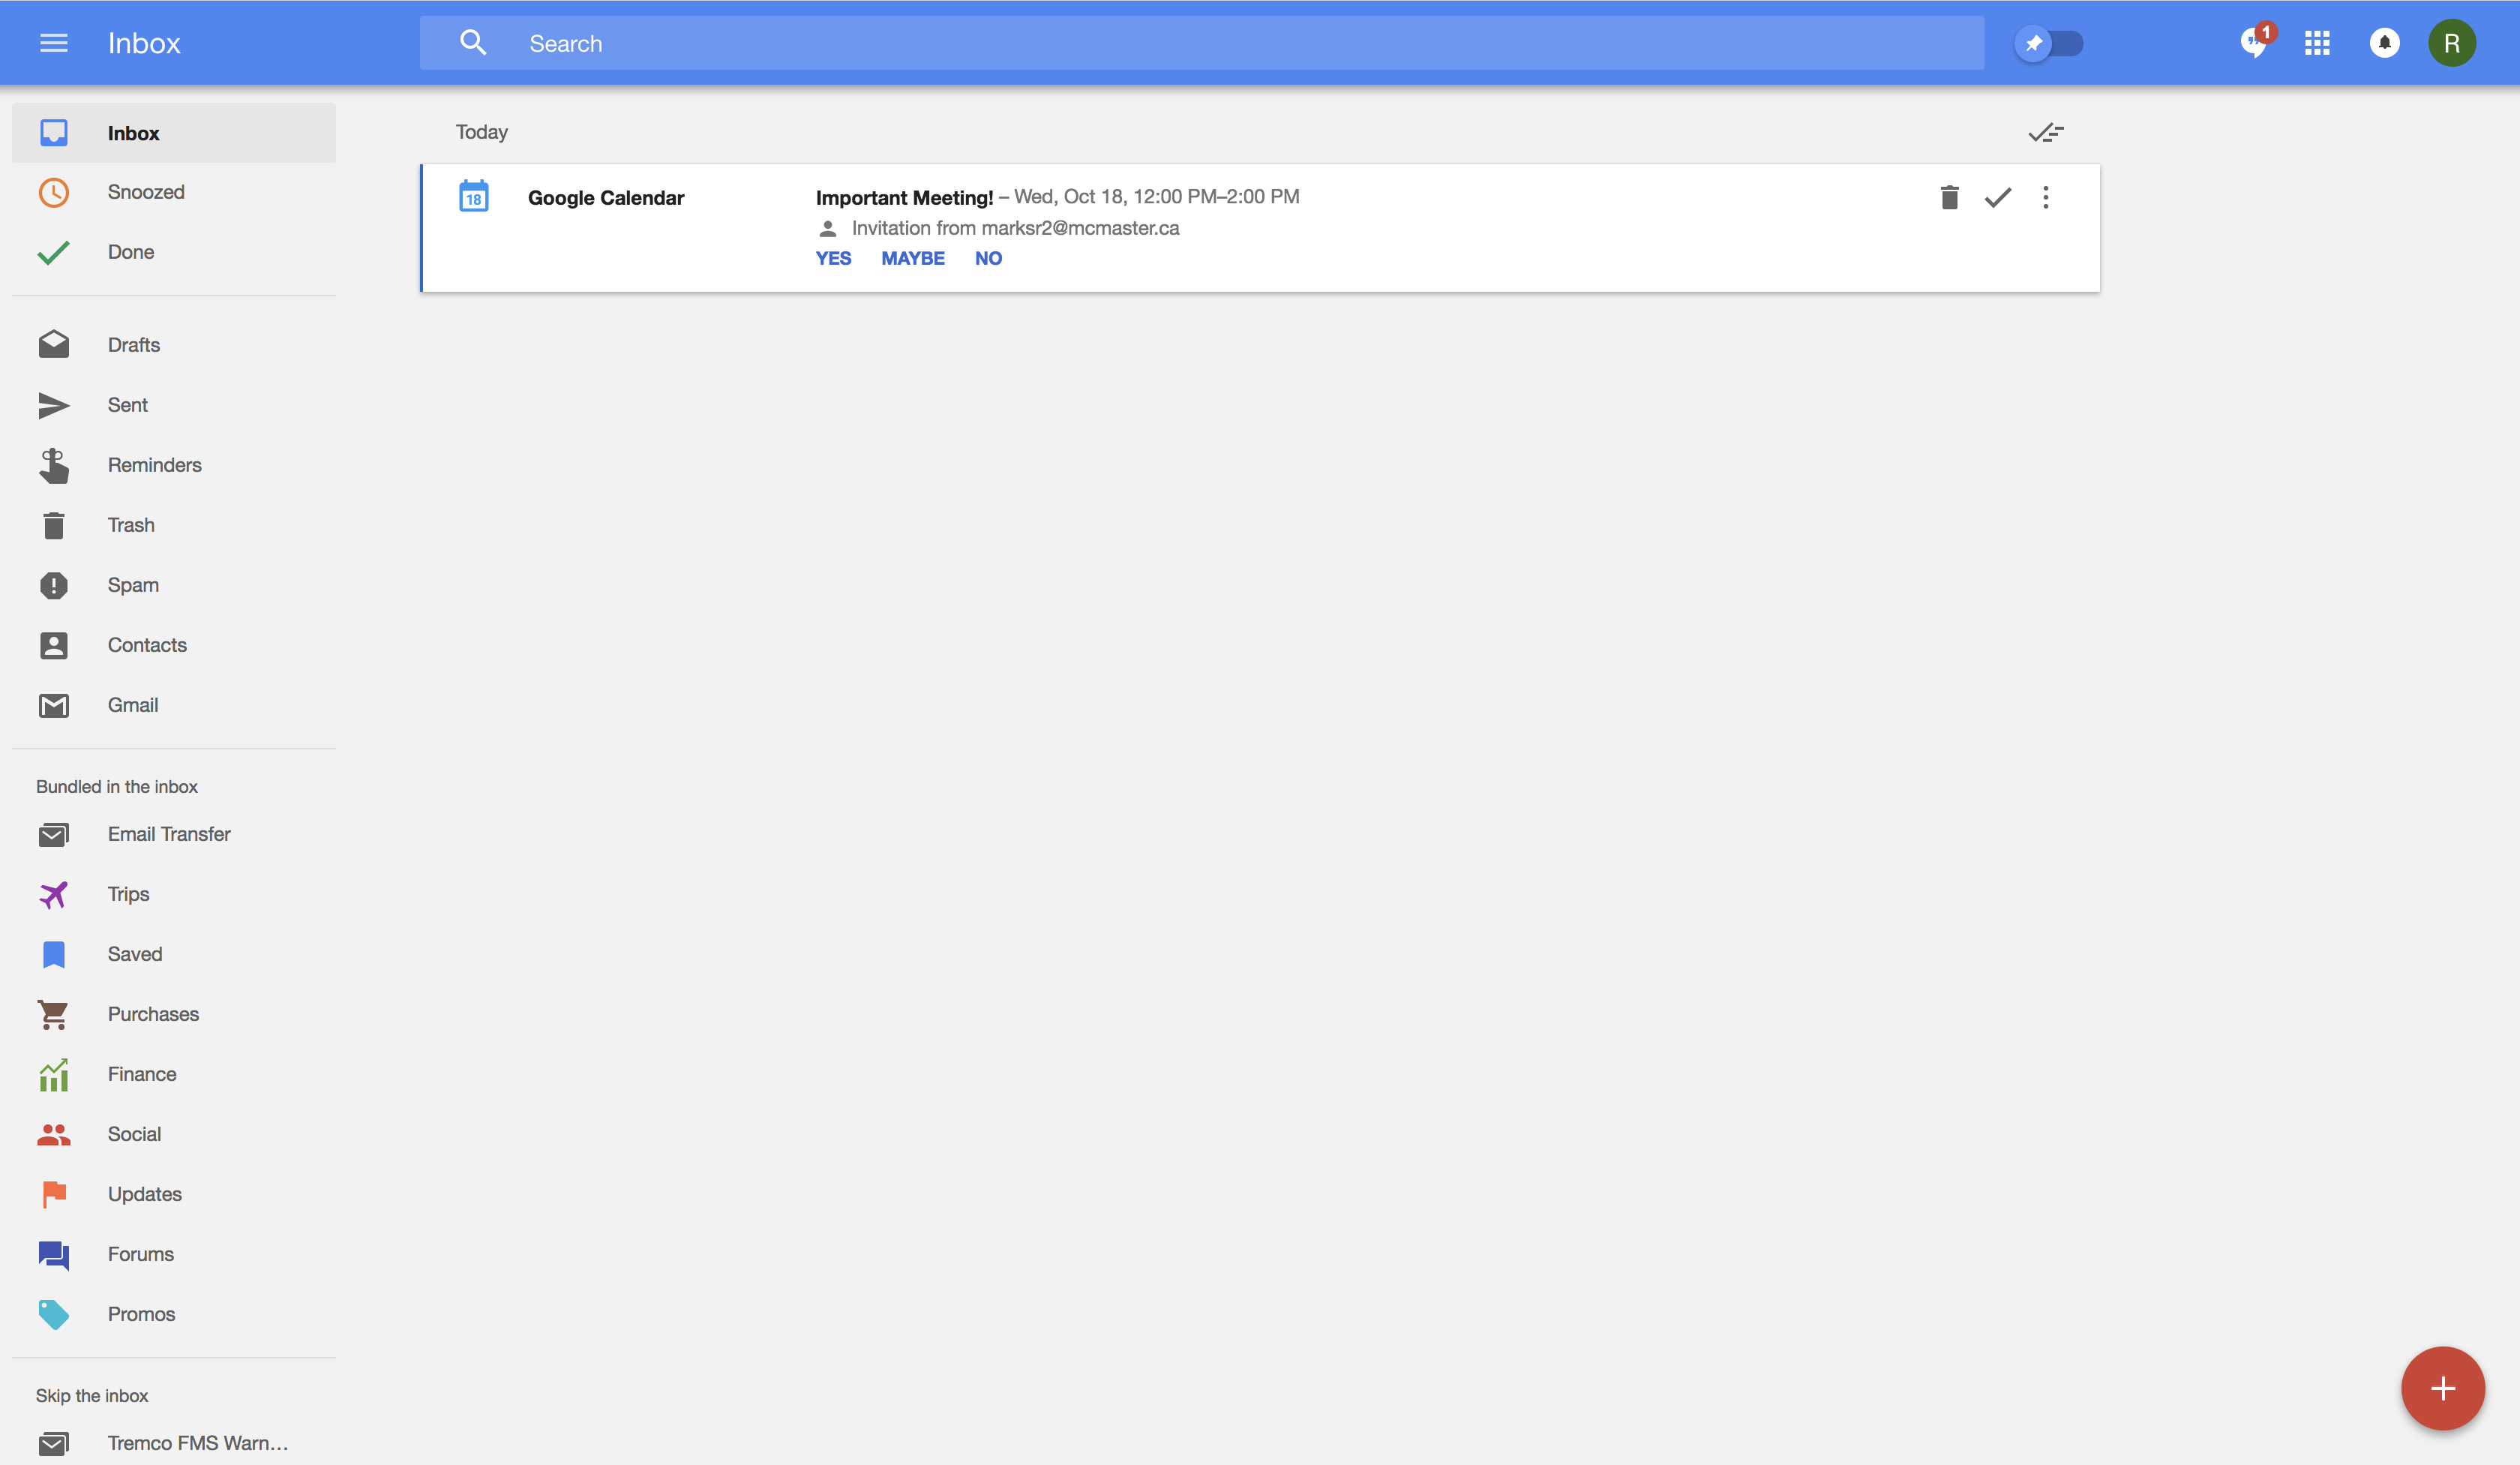 Inbox
Search
1
R
Inbox
Snoozed
Done
Drafts
Sent
Reminders
Trash
Spam
Contacts
Gmail
Bundled in the inbox
Email Transfer
Trips
Saved
Purchases
Finance
Social
Updates
Forums
Promos
Skip the inbox
Tremco FMS Warn...
Today
18 Google Calendar Important Meeting! – Wed, Oct 18, 12:00 PM–2:00 PM
Invitation from marksr2@mcmaster.ca
YES MAYBE NO